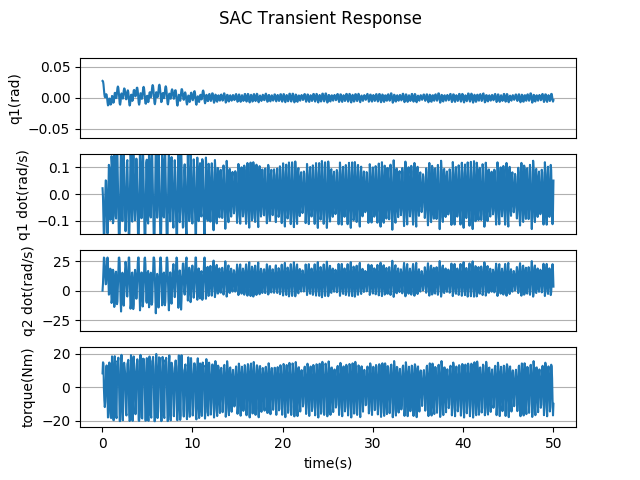 SAC Transient Response
q1(rad)
0.05
0.00
−0.05
q1 dot(rad/s)
0.1
0.0
−0.1
q2 dot(rad/s)
25
0
−25
torque(Nm)
20
0
−20
0 10 20 30 40 50
time(s)